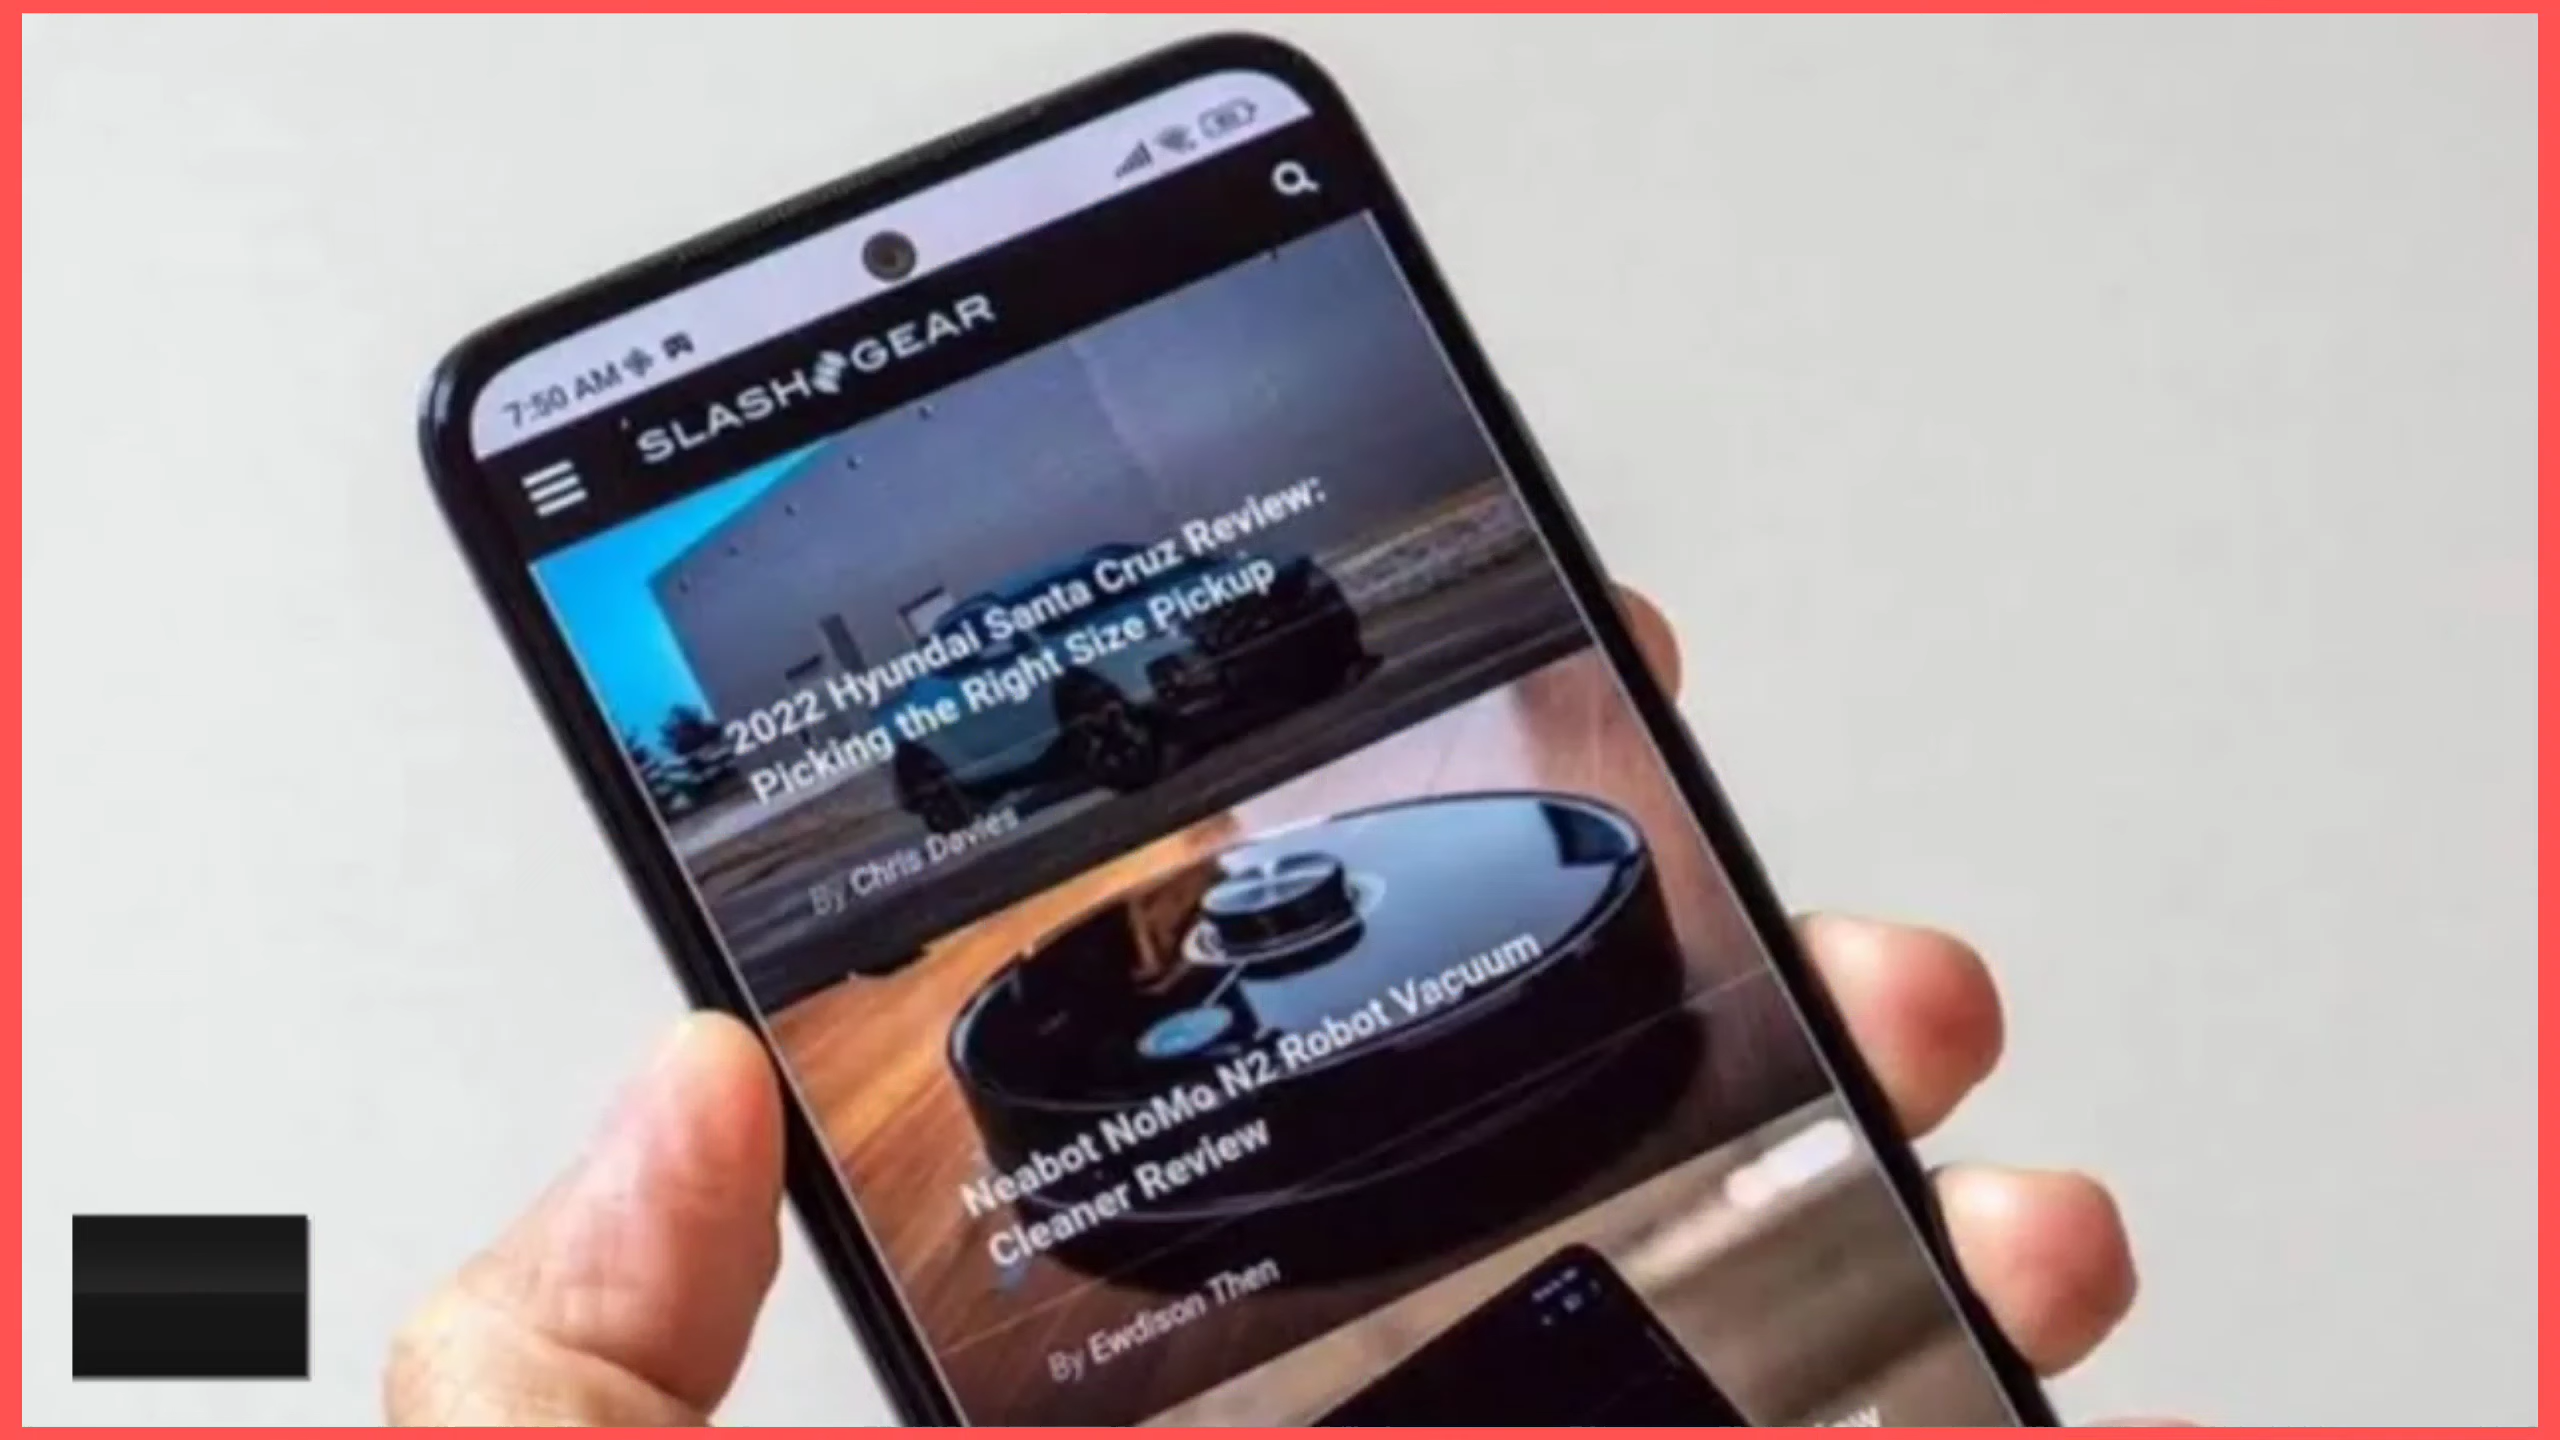 7:50 AM
SLASH GEAR
2022 Hyundai Santa Cruz Review:
Picking the Right Size Pickup
By Chris Davies
Neabot NoMo N2 Robot Vacuum
Cleaner Review
By Ewdison Then